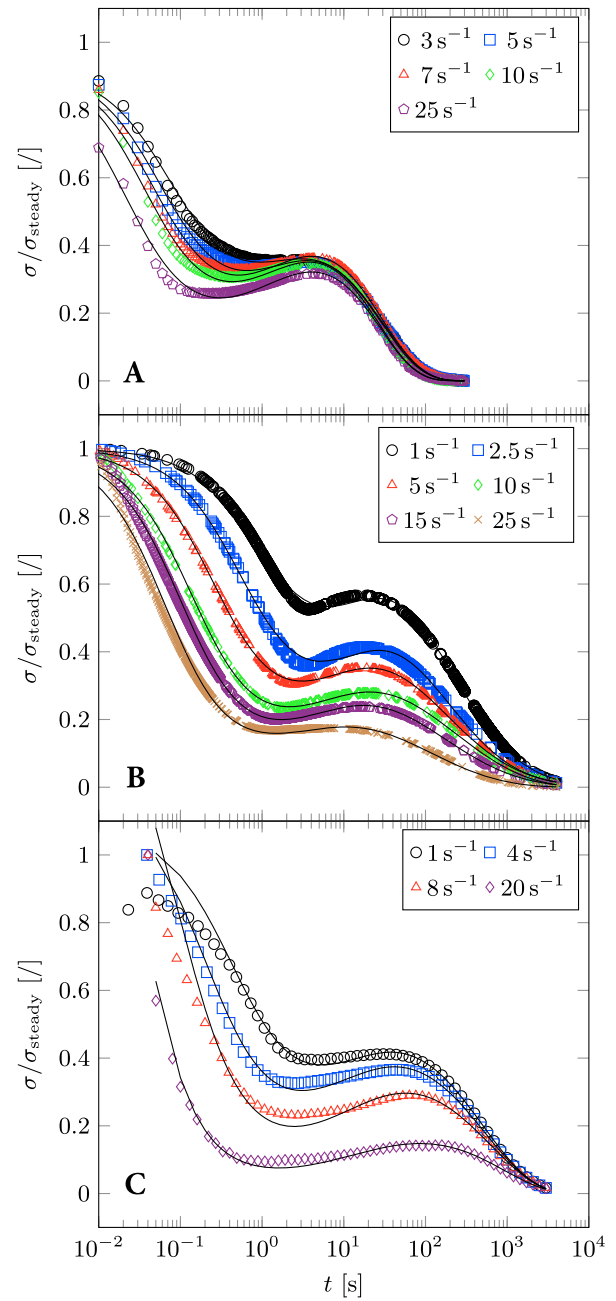 1
0.8
0.6
0.4
0.2
0
σ/σsteady [/]
3 s⁻¹ 5 s⁻¹
7 s⁻¹ 10 s⁻¹
25 s⁻¹
A
1
0.8
0.6
0.4
0.2
0
σ/σsteady [/]
1 s⁻¹ 2.5 s⁻¹
5 s⁻¹ 10 s⁻¹
15 s⁻¹ 25 s⁻¹
B
1
0.8
0.6
0.4
0.2
0
σ/σsteady [/]
1 s⁻¹ 4 s⁻¹
8 s⁻¹ 20 s⁻¹
C
10⁻² 10⁻¹ 10⁰ 10¹ 10² 10³ 10⁴
t [s]